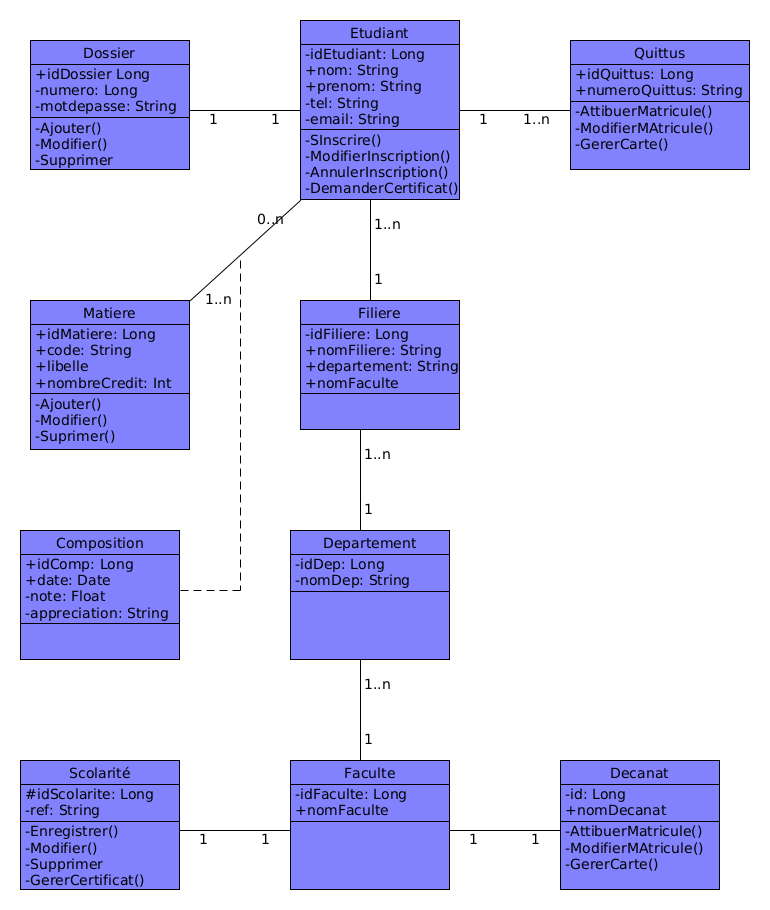 Dossier
+idDossier Long
-numero: Long
-motdepasse: String
-Ajouter()
-Modifier()
-Supprimer
1
1
Etudiant
-idEtudiant: Long
+nom: String
+prenom: String
-tel: String
-email: String
-SInscrire()
-ModifierInscription()
-AnnulerInscription()
-DemanderCertificat()
1
1..n
Quittus
+idQuittus: Long
+numeroQuittus: String
-AttibuerMatricule()
-ModifierMAtricule()
-GererCarte()
0..n
1..n
1..n
1
Matiere
+idMatiere: Long
+code: String
+libelle
+nombreCredit: Int
-Ajouter()
-Modifier()
-Suprimer()
Filiere
-idFiliere: Long
+nomFiliere: String
+departement: String
+nomFaculte
1..n
1
Composition
+idComp: Long
+date: Date
-note: Float
-appreciation: String
Departement
-idDep: Long
-nomDep: String
1..n
1
Scolarité
#idScolarite: Long
-ref: String
-Enregistrer()
-Modifier()
-Supprimer
-GererCertificat()
1
1
Faculte
-idFaculte: Long
+nomFaculte
1
1
Decanat
-id: Long
+nomDecanat
-AttibuerMatricule()
-ModifierMAtricule()
-GererCarte()